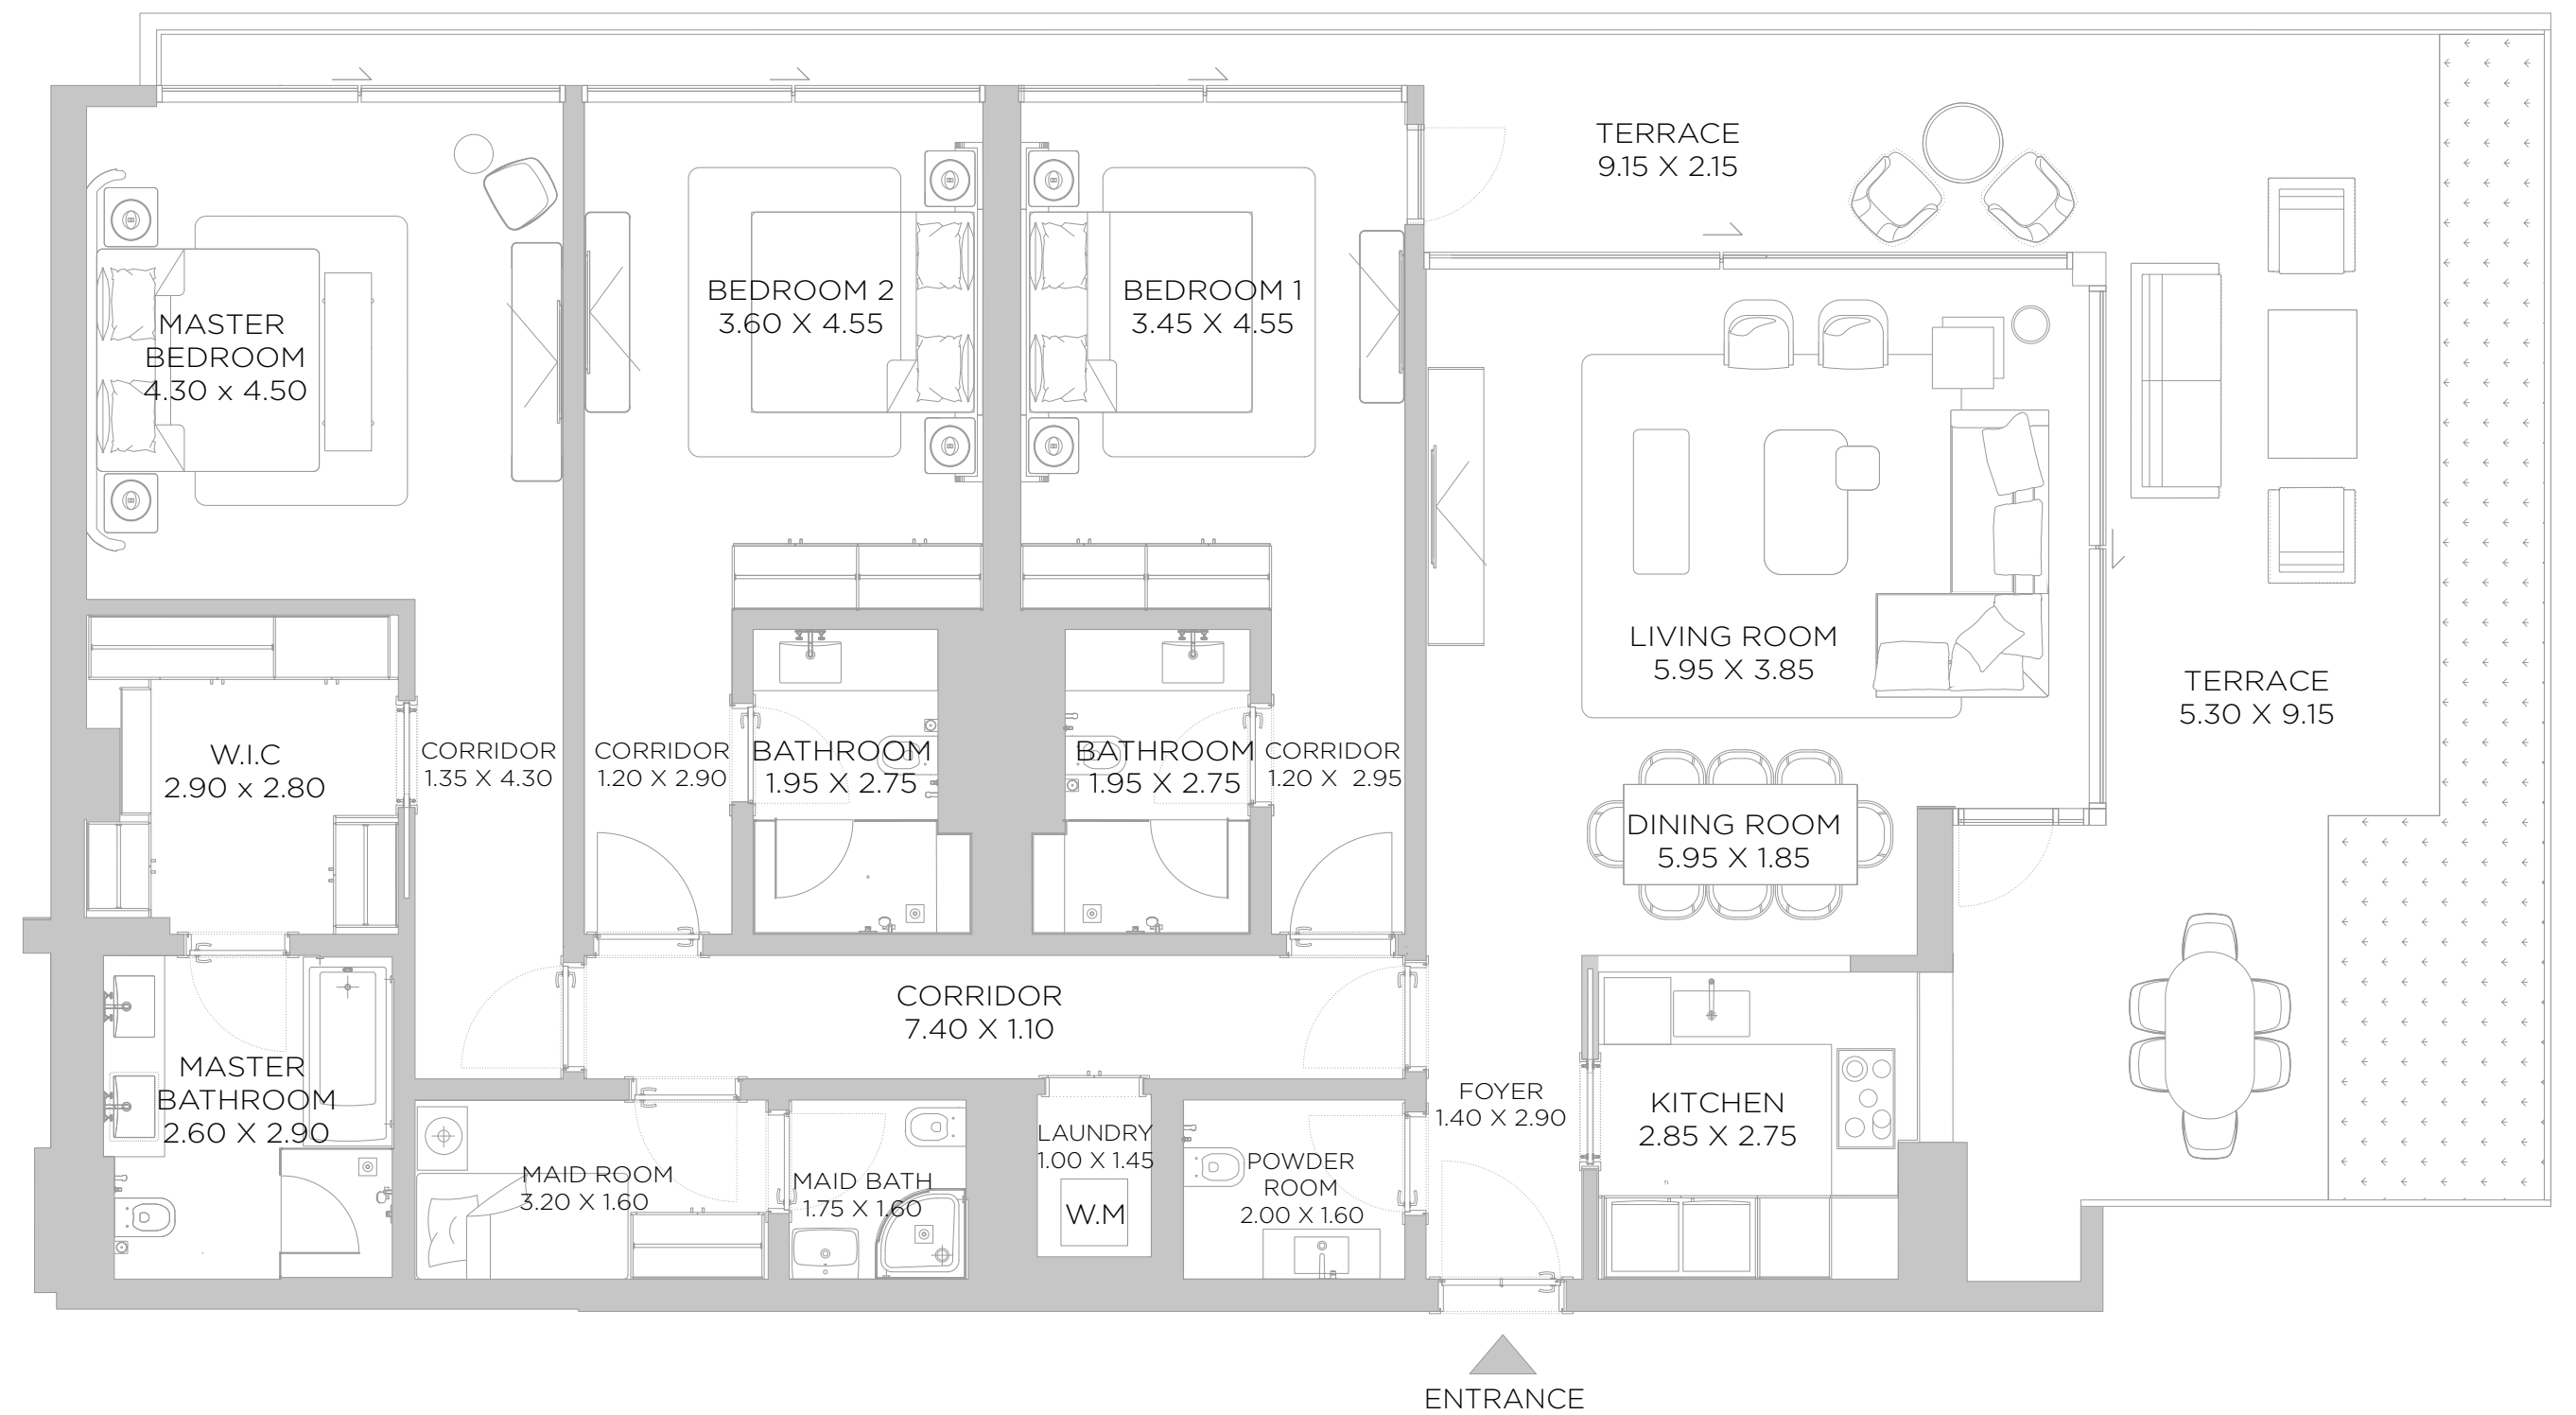 TERRACE
9.15 X 2.15
MASTER
BEDROOM
4.30 x 4.50
BEDROOM 2
3.60 X 4.55
BEDROOM 1
3.45 X 4.55
LIVING ROOM
5.95 X 3.85
TERRACE
5.30 X 9.15
W.I.C
2.90 x 2.80
CORRIDOR
1.35 X 4.30
CORRIDOR
1.20 X 2.90
BATHROOM
1.95 X 2.75
BATHROOM
1.95 X 2.75
CORRIDOR
1.20 X 2.95
DINING ROOM
5.95 X 1.85
CORRIDOR
7.40 X 1.10
MASTER
BATHROOM
2.60 X 2.90
FOYER
1.40 X 2.90
KITCHEN
2.85 X 2.75
MAID ROOM
3.20 X 1.60
MAID BATH
1.75 X 1.60
LAUNDRY
1.00 X 1.45
W.M
POWDER
ROOM
2.00 X 1.60
ENTRANCE